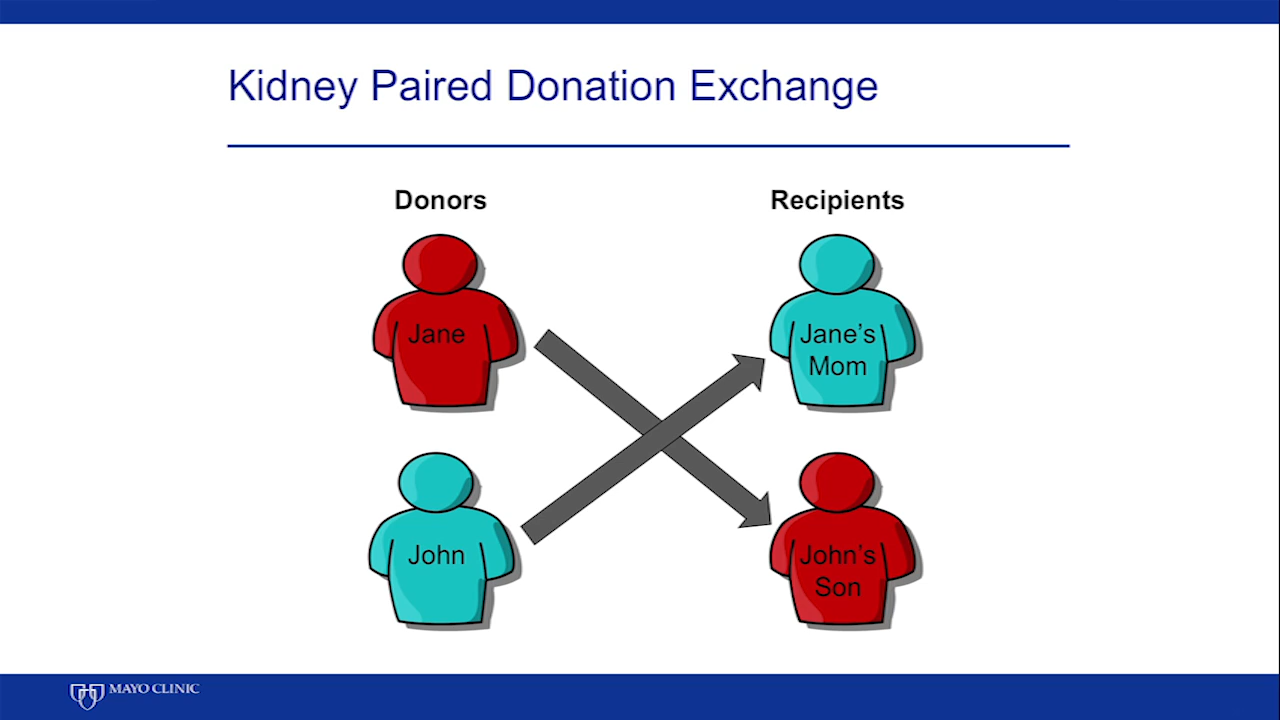 Kidney Paired Donation Exchange
Donors
Recipients
Jane
Jane’s
Mom
John
John’s
Son
MAYO CLINIC